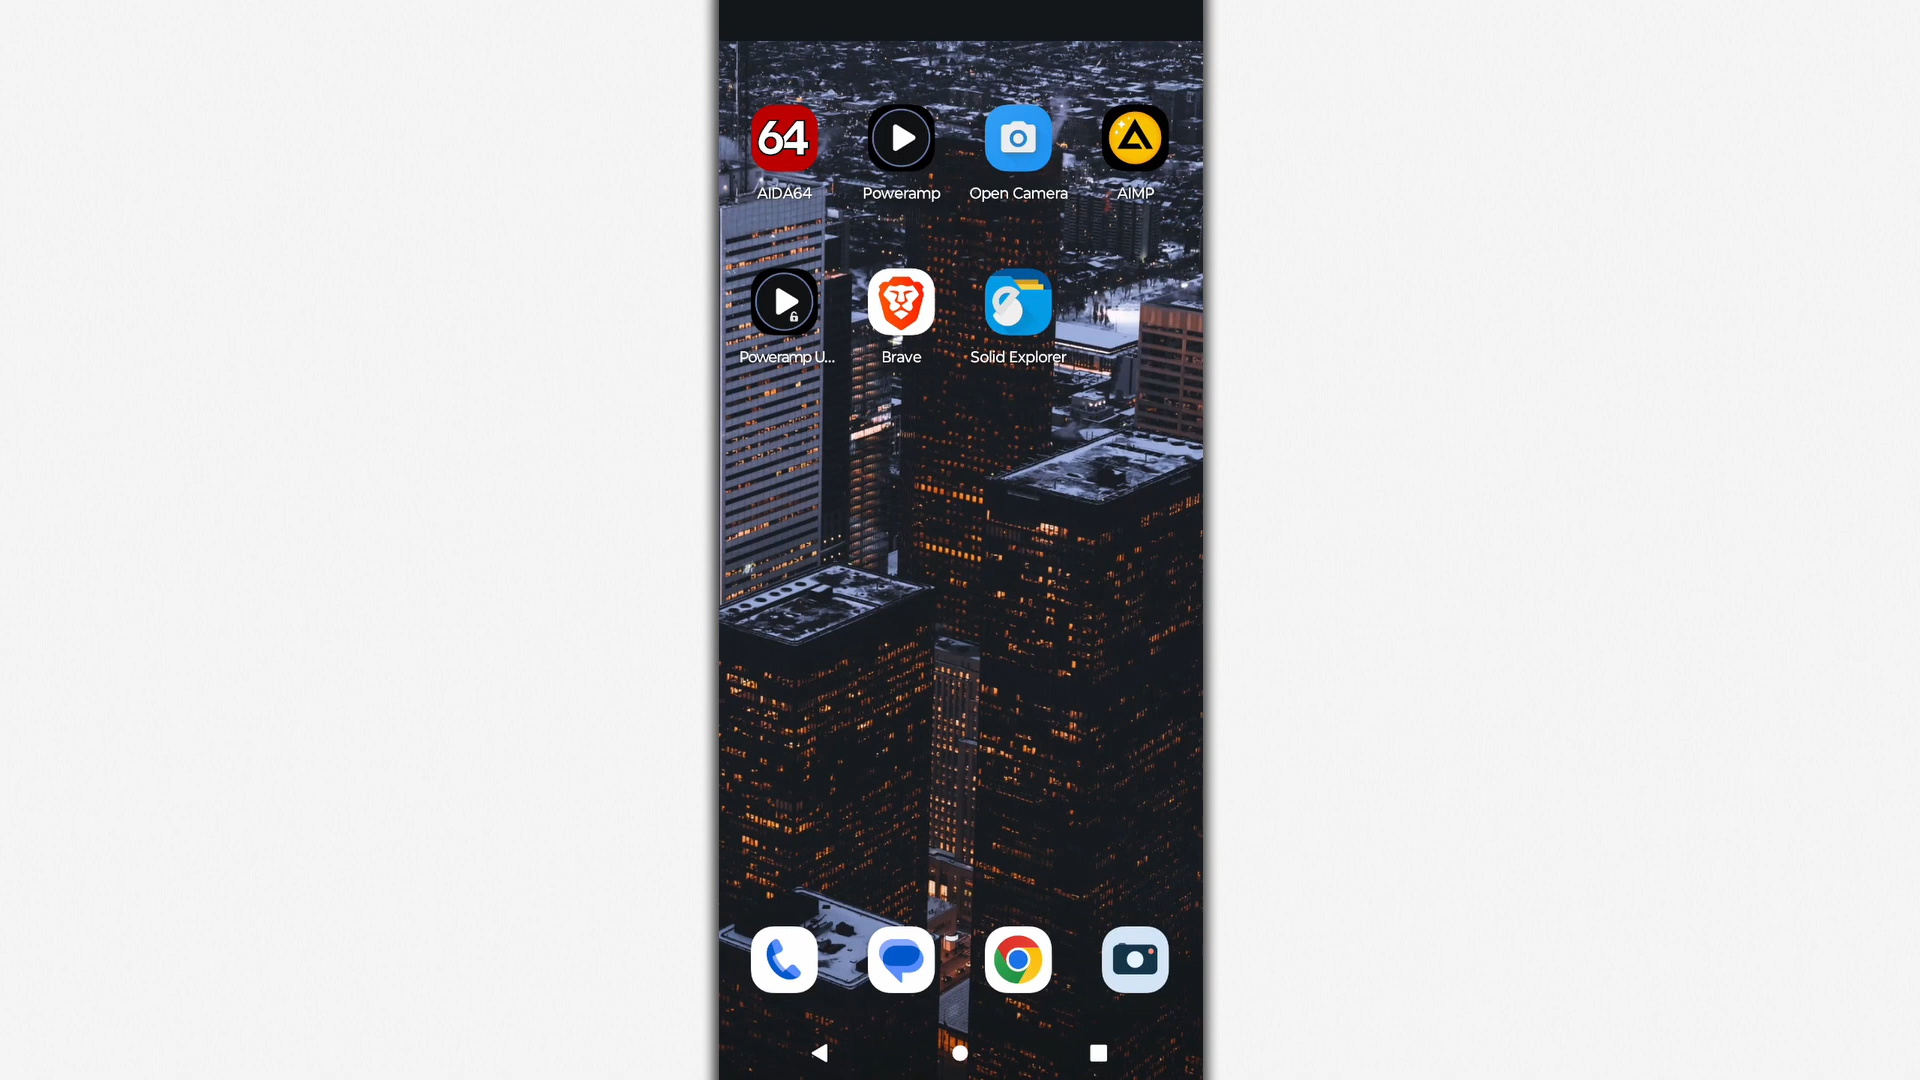 64
AIDA64
Poweramp
Open Camera
AIMP
Poweramp U...
Brave
Solid Explorer